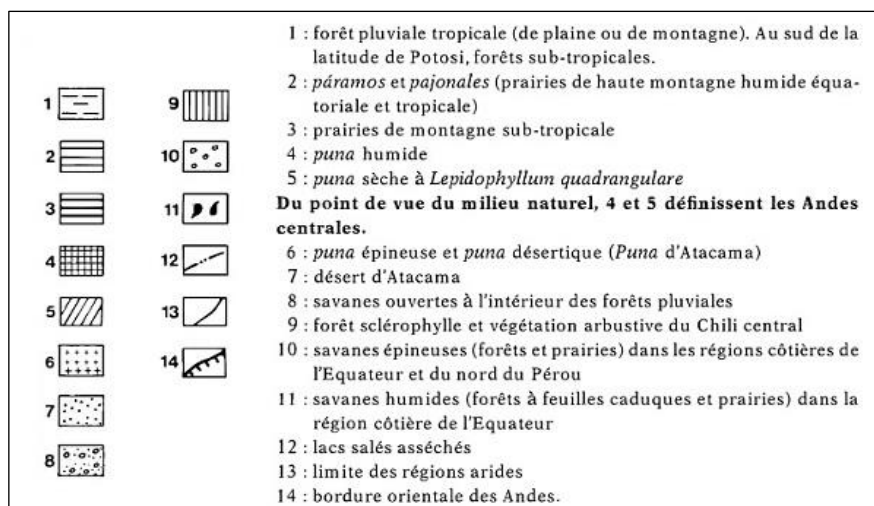 1 : forêt pluviale tropicale (de plaine ou de montagne). Au sud de la
latitude de Potosi, forêts sub-tropicales.
2 : páramos et pajonales (prairies de haute montagne humide équa-
toriale et tropicale)
3 : prairies de montagne sub-tropicale
4 : puna humide
5 : puna sèche à Lepidophyllum quadrangulare
Du point de vue du milieu naturel, 4 et 5 définissent les Andes
centrales.
6 : puna épineuse et puna désertique (Puna d'Atacama)
7 : désert d'Atacama
8 : savanes ouvertes à l'intérieur des forêts pluviales
9 : forêt sclérophylle et végétation arbustive du Chili central
10 : savanes épineuses (forêts et prairies) dans les régions côtières de
l'Equateur et du nord du Pérou
11 : savanes humides (forêts à feuilles caduques et prairies) dans la
région côtière de l'Equateur
12 : lacs salés asséchés
13 : limite des régions arides
14 : bordure orientale des Andes.
1
2
3
4
5
6
7
8
9
10
11
12
13
14